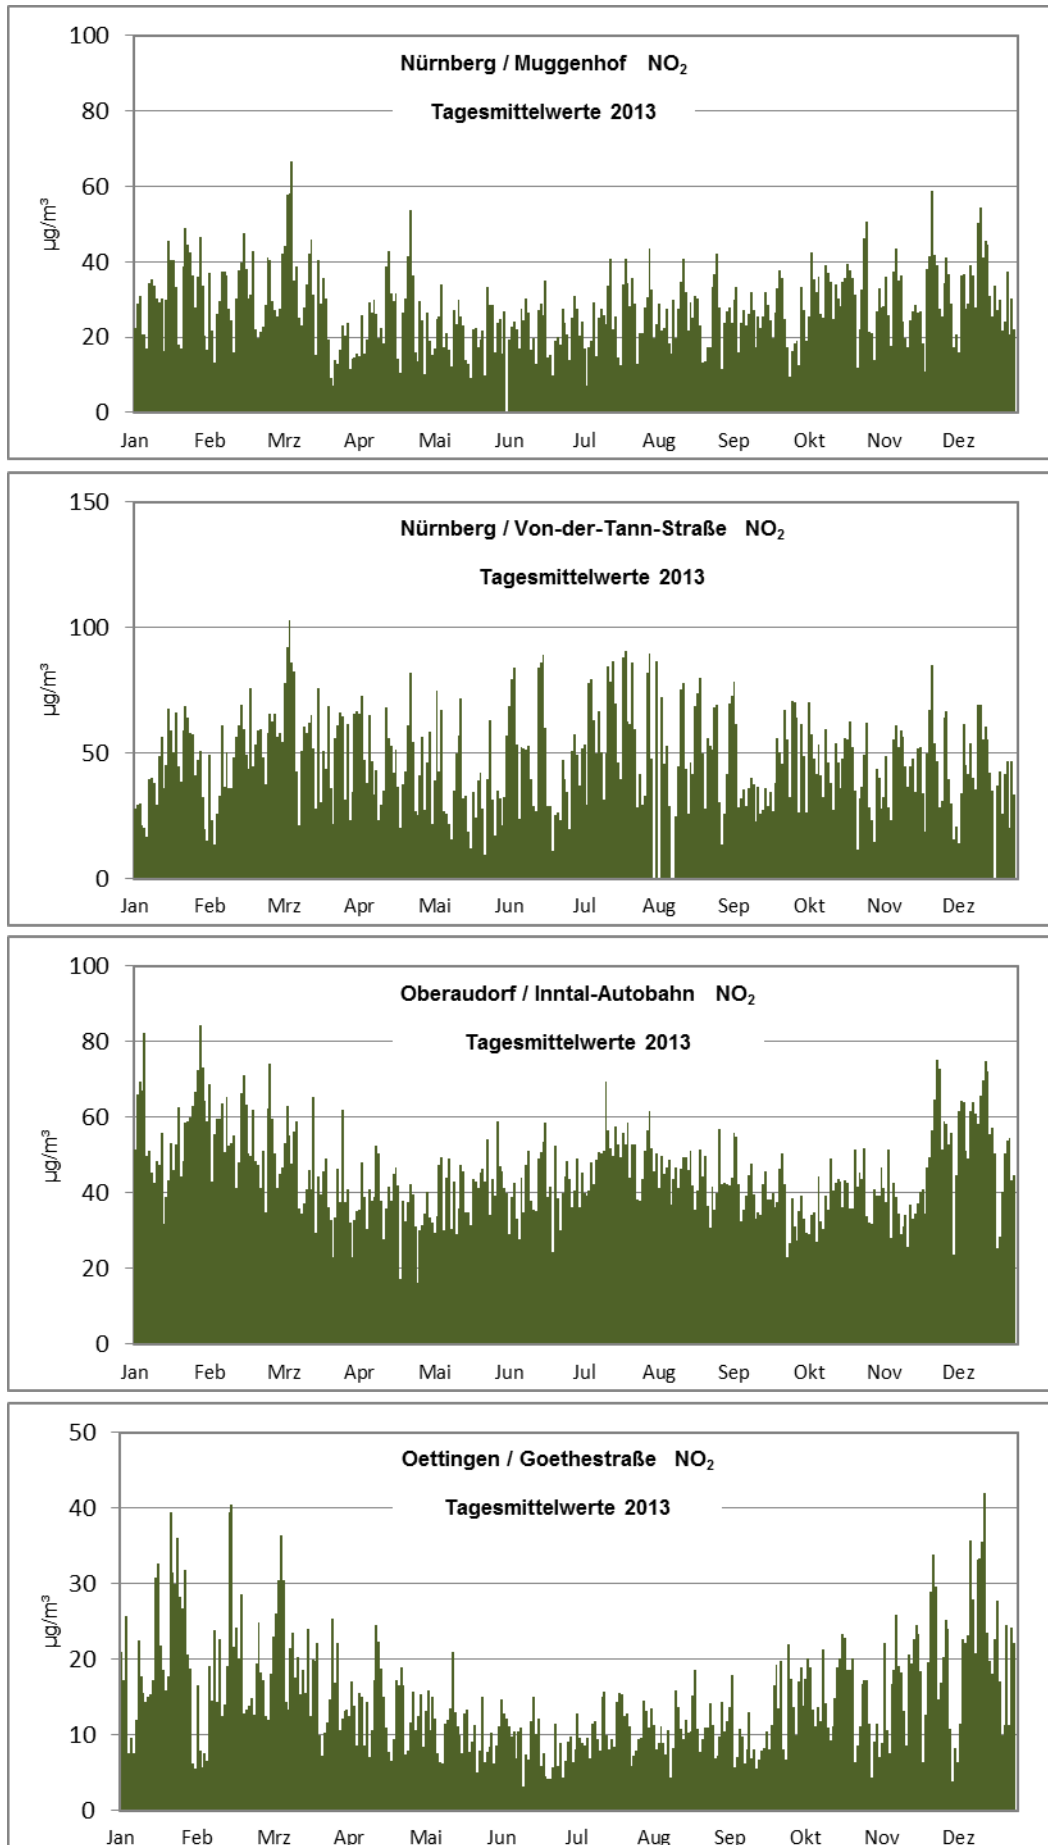 100
Nürnberg / Muggenhof NO₂
80
Tagesmittelwerte 2013
60
µg/m³
40
20
0
Jan Feb Mrz Apr Mai Jun Jul Aug Sep Okt Nov Dez
150
Nürnberg / Von-der-Tann-Straße NO₂
Tagesmittelwerte 2013
100
µg/m³
50
0
Jan Feb Mrz Apr Mai Jun Jul Aug Sep Okt Nov Dez
100
Oberaudorf / Inntal-Autobahn NO₂
80
Tagesmittelwerte 2013
60
µg/m³
40
20
0
Jan Feb Mrz Apr Mai Jun Jul Aug Sep Okt Nov Dez
50
Oettingen / Goethestraße NO₂
40
Tagesmittelwerte 2013
30
µg/m³
20
10
0
Jan Feb Mrz Apr Mai Jun Jul Aug Sep Okt Nov Dez